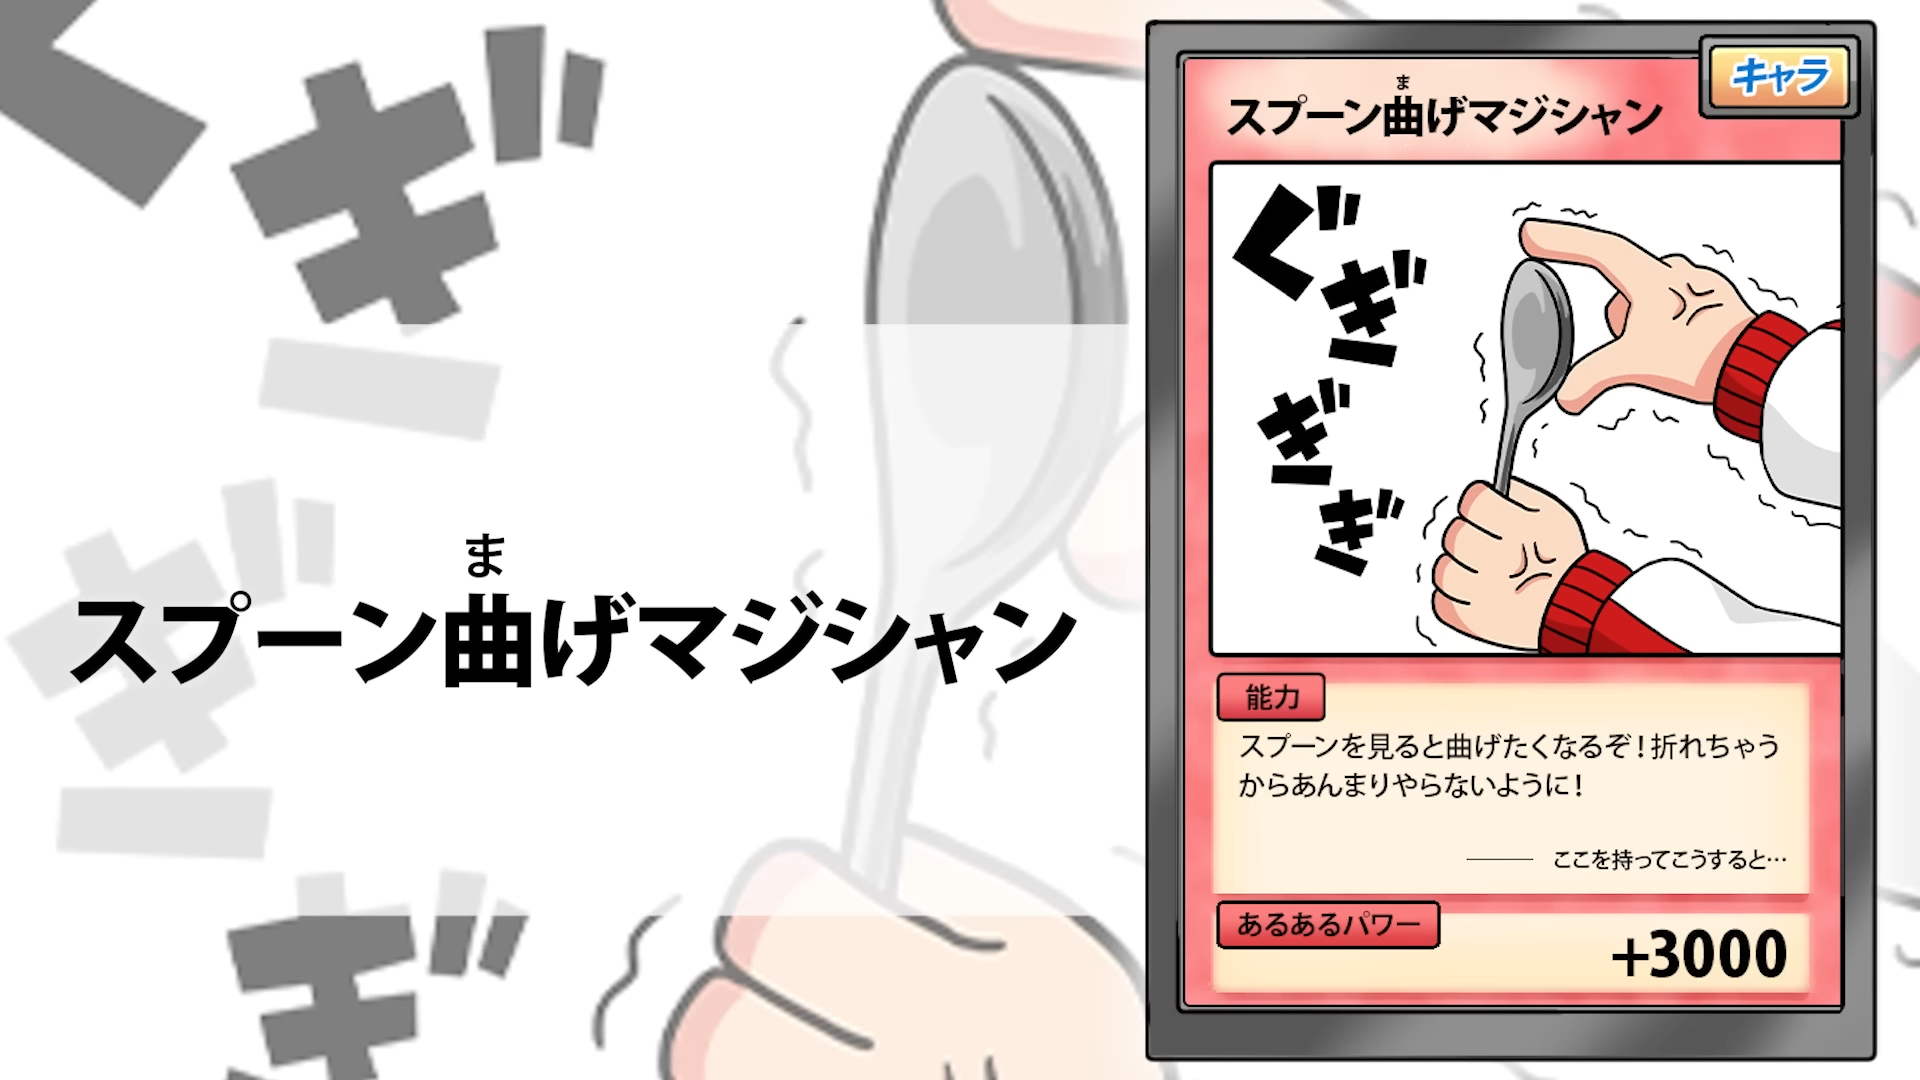 スプーン曲げマジシャン
ま
キャラ
ま
スプーン曲げマジシャン
ぐぎぎぎ
能力
スプーンを見ると曲げたくなるぞ！折れちゃう
からあんまりやらないように！
―― ここを持ってこうすると…
あるあるパワー
+3000